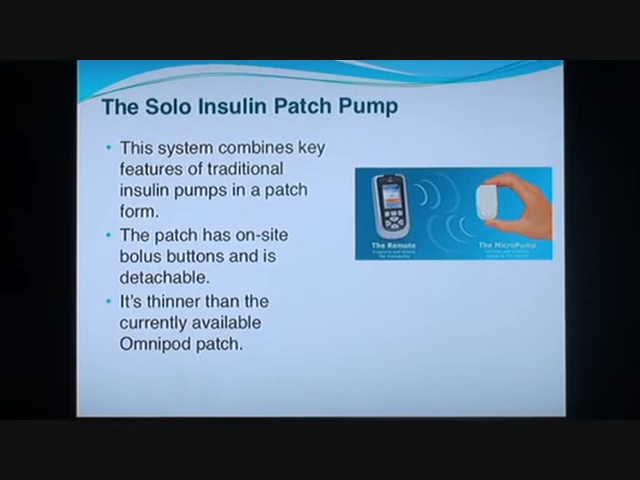 The Solo Insulin Patch Pump
• This system combines key
features of traditional
insulin pumps in a patch
form.
• The patch has on-site
bolus buttons and is
detachable.
• It's thinner than the
currently available
Omnipod patch.
The Remote
The MicroPump